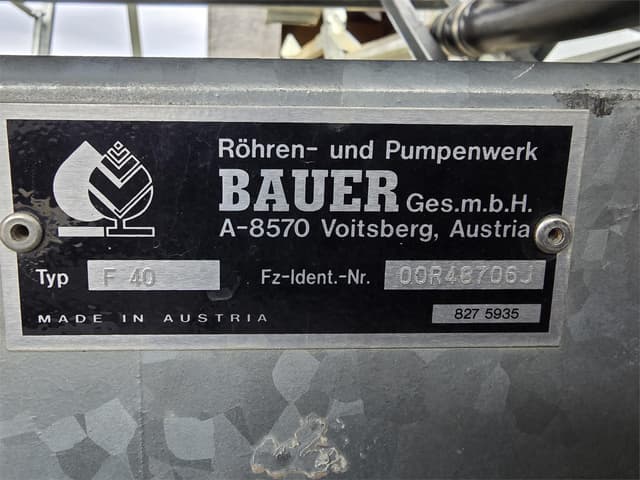 Röhren- und Pumpenwerk
BAUER Ges.m.b.H.
A-8570 Voitsberg, Austria
Typ F 40 Fz-Ident.-Nr. 00R48706J
MADE IN AUSTRIA 827 5935